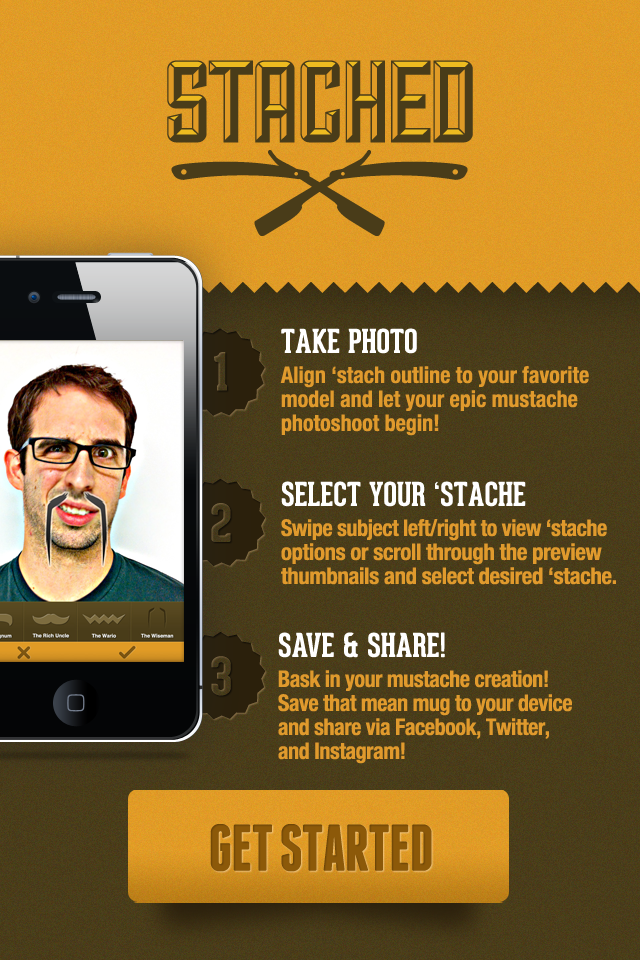 STACHED
1
TAKE PHOTO
Align ‘stach outline to your favorite
model and let your epic mustache
photoshoot begin!
2
SELECT YOUR ‘STACHE
Swipe subject left/right to view ‘stache
options or scroll through the preview
thumbnails and select desired ‘stache.
The Rich Uncle The Wario The Wiseman
3
SAVE & SHARE!
Bask in your mustache creation!
Save that mean mug to your device
and share via Facebook, Twitter,
and Instagram!
GET STARTED